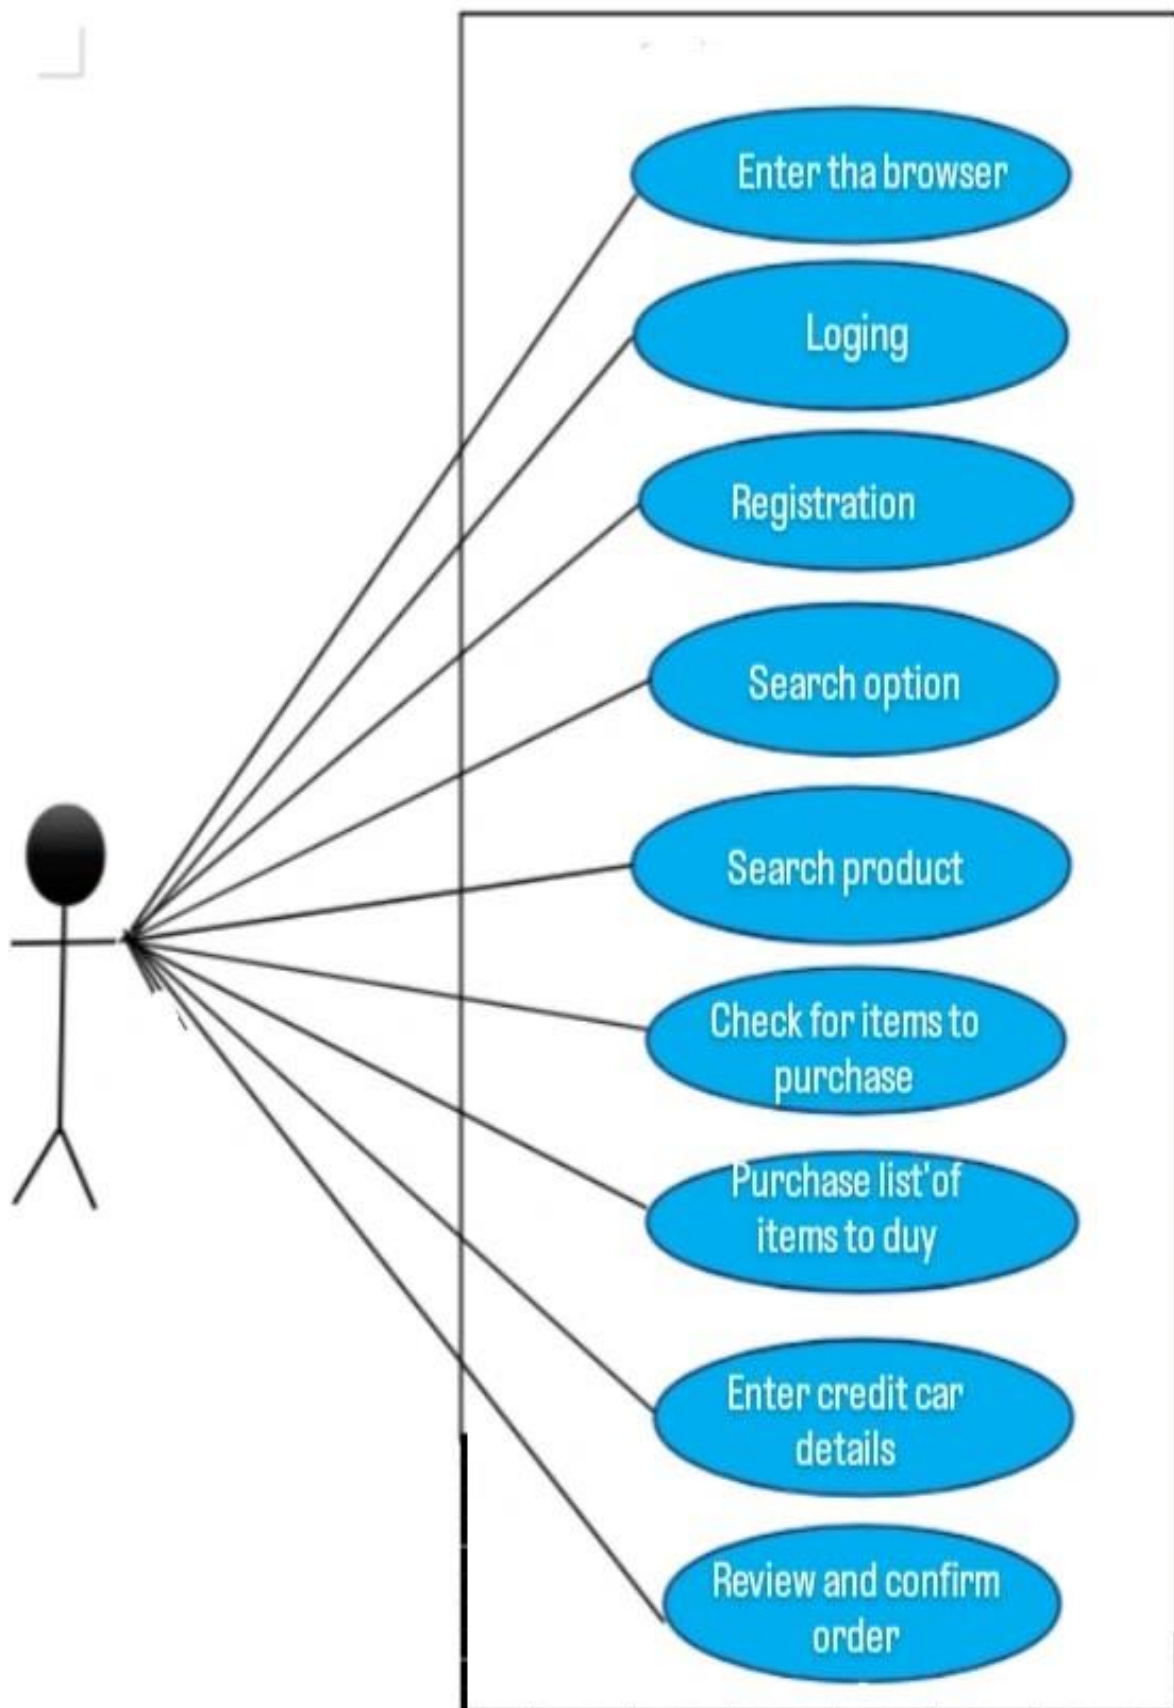 Enter tha browser
Loging
Registration
Search option
Search product
Check for items to
purchase
Purchase list'of
items to duy
Enter credit car
details
Review and confirm
order